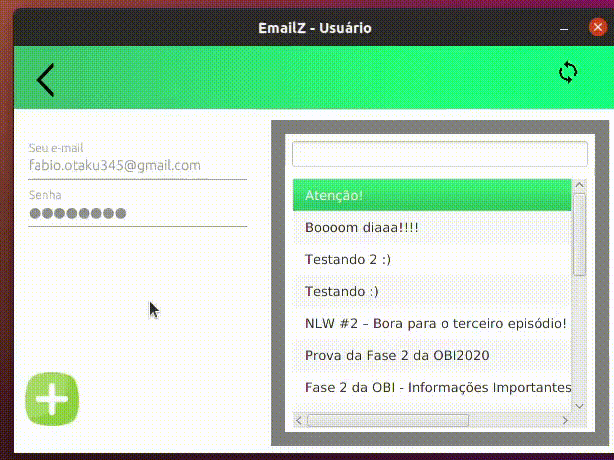 EmailZ - Usuário
Seu e-mail
fabio.otaku345@gmail.com
Senha
Atenção!
Boooom diaaa!!!!
Testando 2 :)
Testando :)
NLW #2 – Bora para o terceiro episódio!
Prova da Fase 2 da OBI2020
Fase 2 da OBI - Informações Importantes